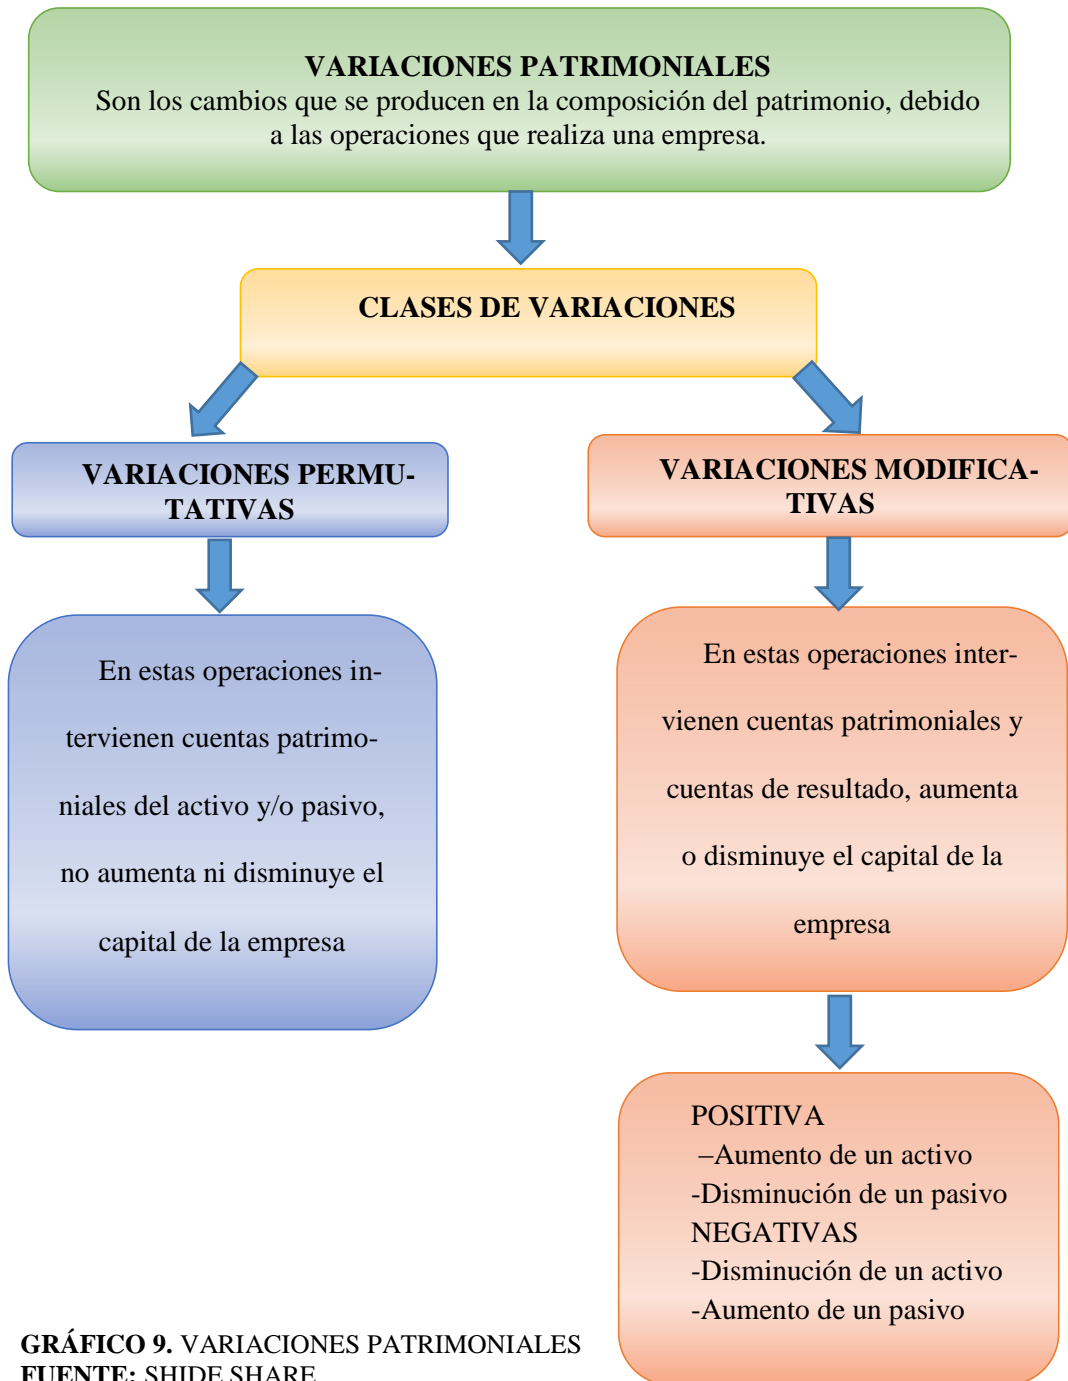 VARIACIONES PATRIMONIALES
Son los cambios que se producen en la composición del patrimonio, debido
a las operaciones que realiza una empresa.
CLASES DE VARIACIONES
VARIACIONES PERMU-
TATIVAS
En estas operaciones in-
tervienen cuentas patrimo-
niales del activo y/o pasivo,
no aumenta ni disminuye el
capital de la empresa
VARIACIONES MODIFICA-
TIVAS
En estas operaciones inter-
vienen cuentas patrimoniales y
cuentas de resultado, aumenta
o disminuye el capital de la
empresa
POSITIVA
–Aumento de un activo
-Disminución de un pasivo
NEGATIVAS
-Disminución de un activo
-Aumento de un pasivo
GRÁFICO 9. VARIACIONES PATRIMONIALES
FUENTE: SHIDE SHARE